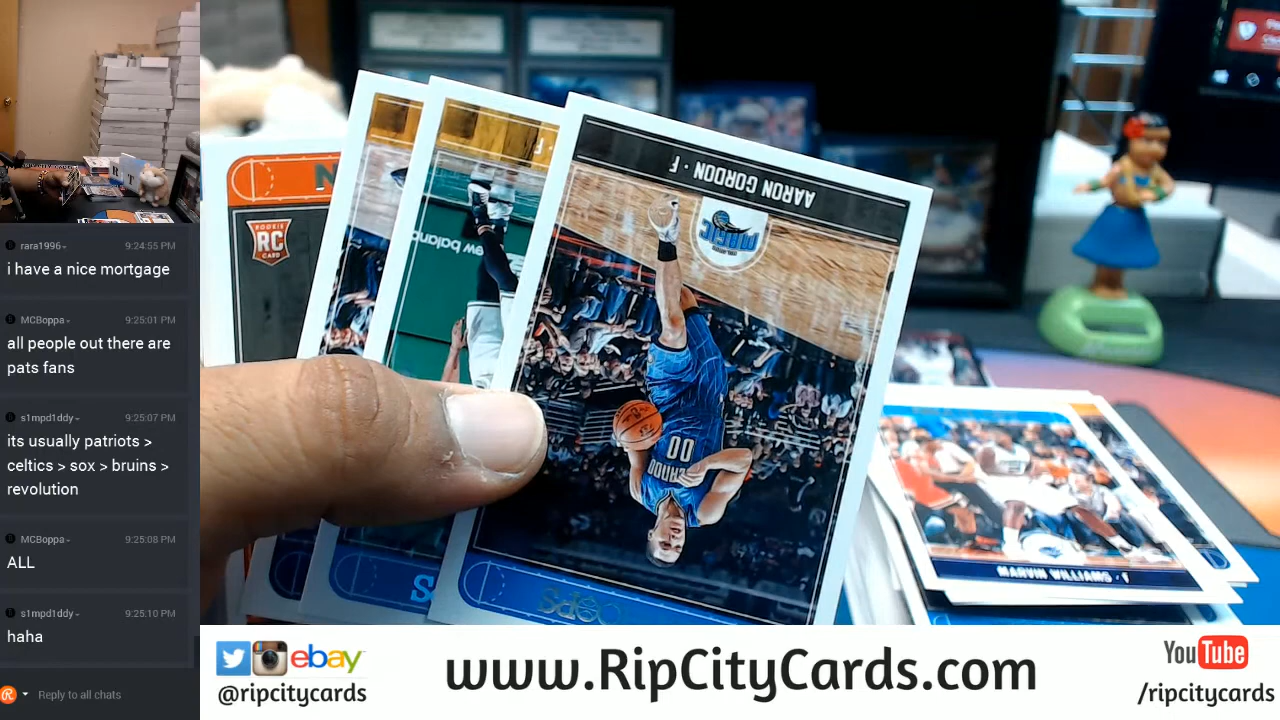 rara1996
9:24:55 PM
i have a nice mortgage
MCBoppa
9:25:01 PM
all people out there are
pats fans
s1mpd1ddy
9:25:07 PM
its usually patriots >
celtics > sox > bruins >
revolution
MCBoppa
9:25:08 PM
ALL
s1mpd1ddy
9:25:10 PM
haha
Reply to all chats
AARON GORDON · F
MAGIC
00
ROOKIE
RC
CARD
new balance
MARVIN WILLIAMS · F
ebay
@ripcitycards
www.RipCityCards.com
YouTube
/ripcitycards